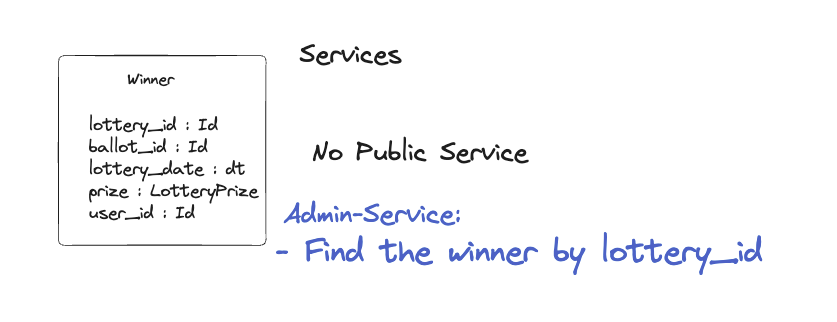 Winner
lottery_id : Id
ballot_id : Id
lottery_date : dt
prize : LotteryPrize
user_id : Id
Services
No Public Service
Admin-Service:
- Find the winner by lottery_id